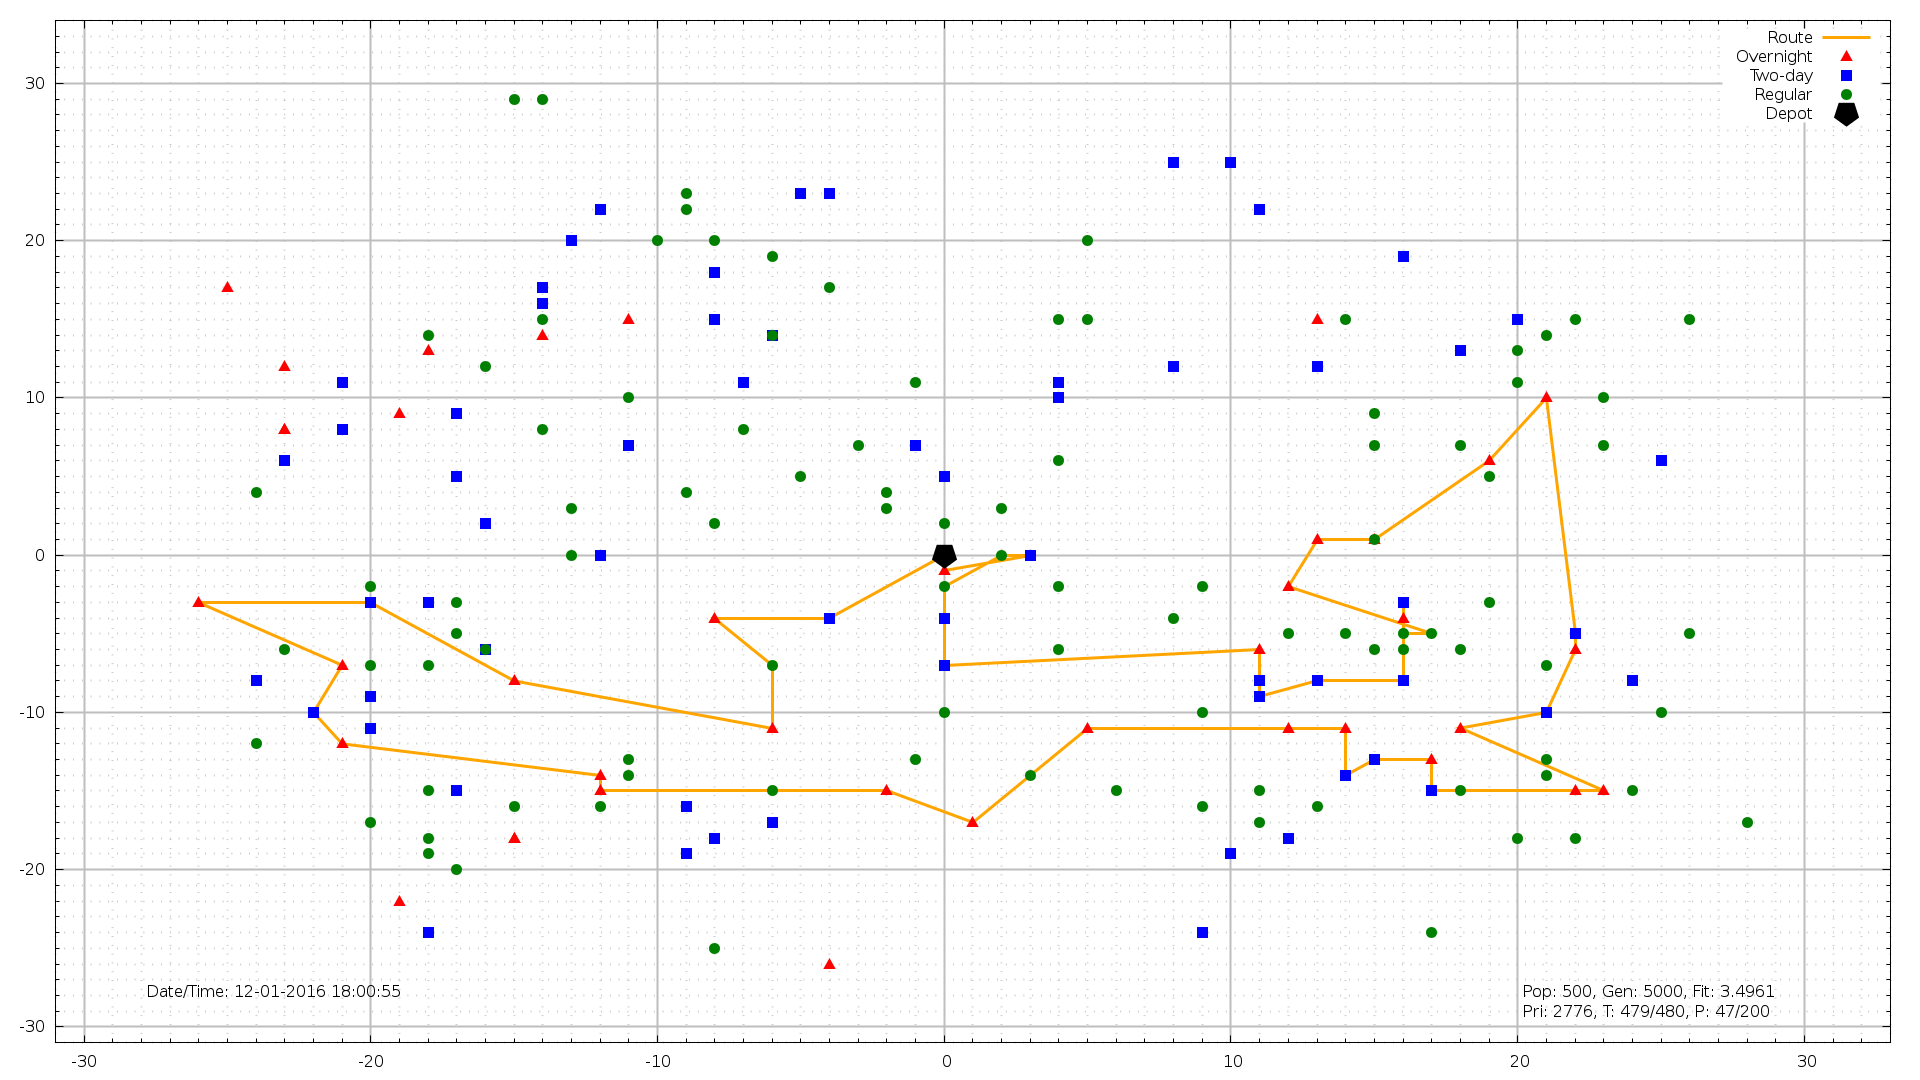 Route
Overnight
Two-day
Regular
Depot
30
20
10
0
-10
-20
-30
Date/Time: 12-01-2016 18:00:55
Pop: 500, Gen: 5000, Fit: 3.4961
Pri: 2776, T: 479/480, P: 47/200
-30 -20 -10 0 10 20 30